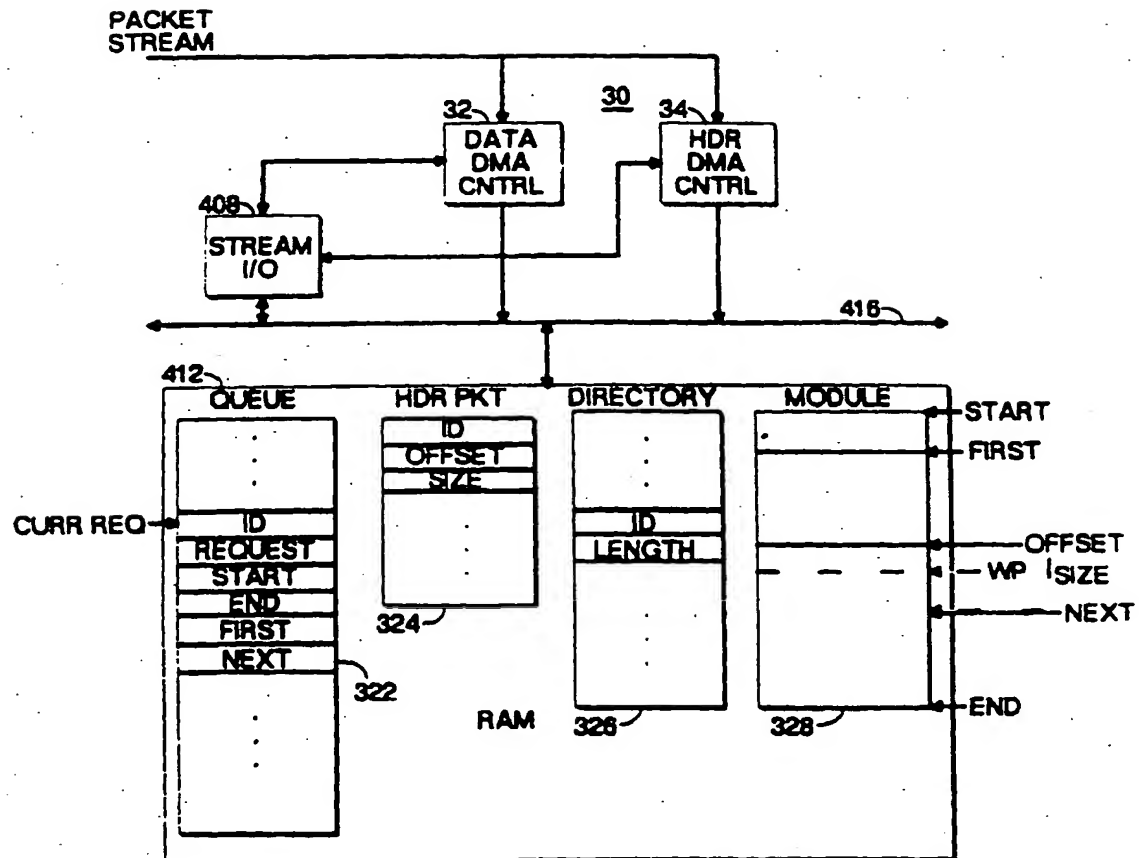 PACKET
STREAM
32
30
34
DATA
DMA
CNTRL
HDR
DMA
CNTRL
408
STREAM
I/O
416
412
QUEUE
HDR PKT
DIRECTORY
MODULE
START
FIRST
ID
OFFSET
SIZE
CURR REQ
ID
REQUEST
START
END
FIRST
NEXT
322
324
ID
LENGTH
OFFSET
WP
SIZE
NEXT
END
RAM
326
328